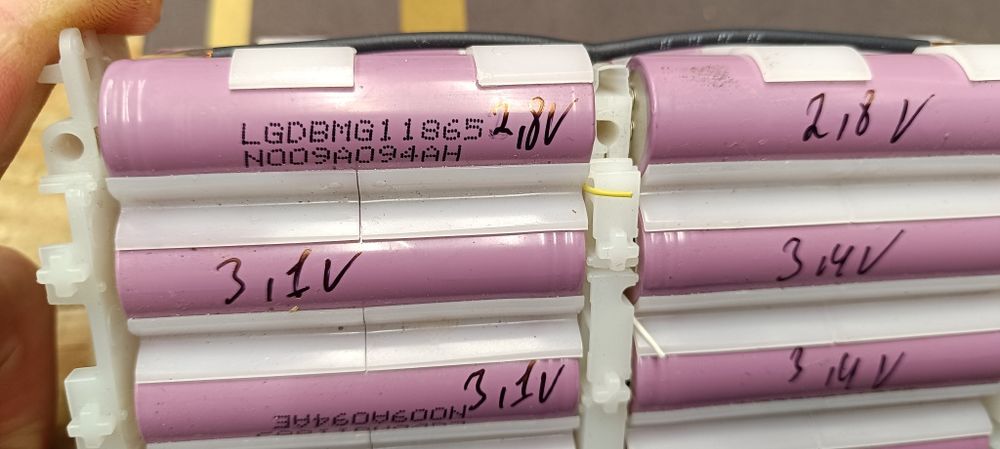 LGDBMG11865
N009A094AH
2,8V
2,8V
3,1V
3,4V
3,1V
3,4V
N009A094AE